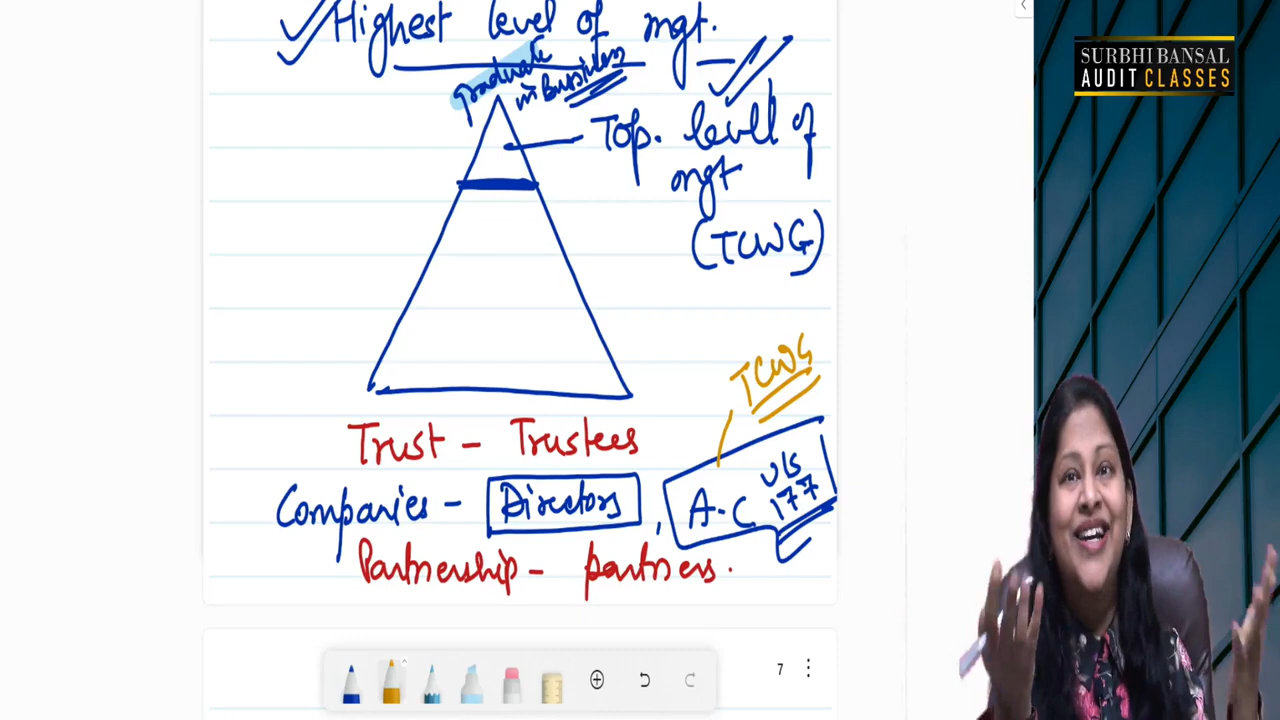 Highest level of mgt.
graduate
in Bussiness
Top. level of
mgt
(TCWG)
TCWG
Trust - Trustees
Companies - Directors, A.C u/s 177
Partnership - partners.
7
SURBHI BANSAL
AUDIT CLASSES